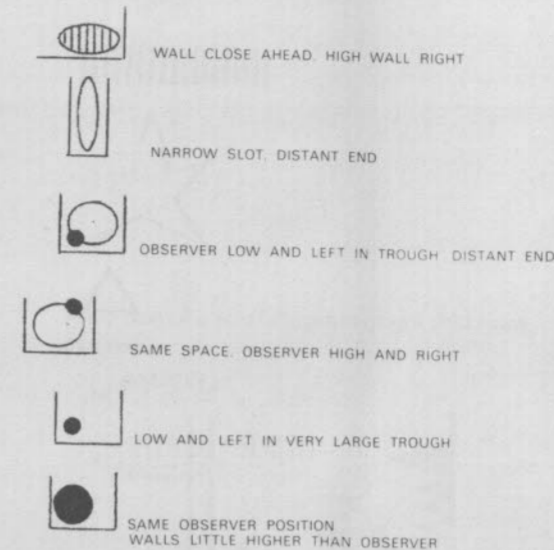 WALL CLOSE AHEAD. HIGH WALL RIGHT
NARROW SLOT. DISTANT END
OBSERVER LOW AND LEFT IN TROUGH DISTANT END
SAME SPACE. OBSERVER HIGH AND RIGHT
LOW AND LEFT IN VERY LARGE TROUGH
SAME OBSERVER POSITION
WALLS LITTLE HIGHER THAN OBSERVER